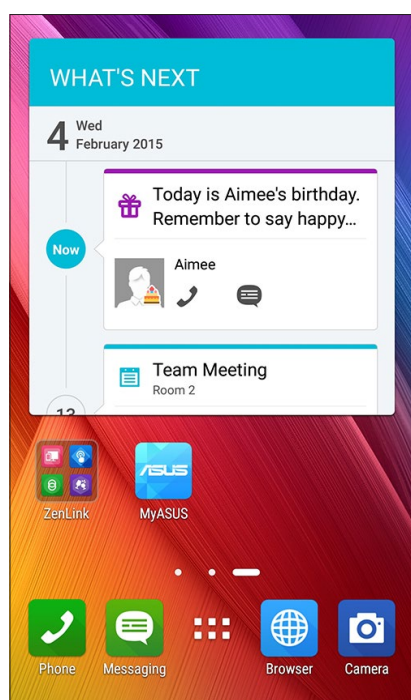 WHAT'S NEXT
4
Wed
February 2015
Now
Today is Aimee's birthday.
Remember to say happy...
Aimee
Team Meeting
Room 2
ZenLink
ASUS
MyASUS
Phone
Messaging
Browser
Camera